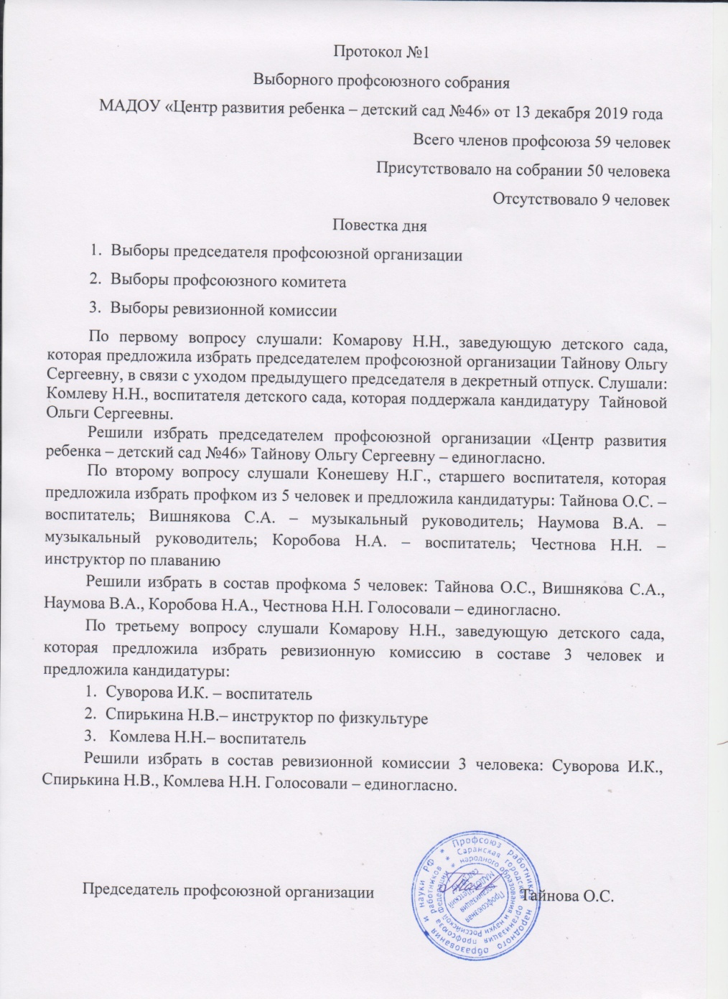 Протокол №1
Выборного профсоюзного собрания
МАДОУ «Центр развития ребенка – детский сад №46» от 13 декабря 2019 года
Всего членов профсоюза 59 человек
Присутствовало на собрании 50 человека
Отсутствовало 9 человек
Повестка дня
1. Выборы председателя профсоюзной организации
2. Выборы профсоюзного комитета
3. Выборы ревизионной комиссии
По первому вопросу слушали: Комарову Н.Н., заведующую детского сада,
которая предложила избрать председателем профсоюзной организации Тайнову Ольгу
Сергеевну, в связи с уходом предыдущего председателя в декретный отпуск. Слушали:
Комлеву Н.Н., воспитателя детского сада, которая поддержала кандидатуру Тайновой
Ольги Сергеевны.
Решили избрать председателем профсоюзной организации «Центр развития
ребенка – детский сад №46» Тайнову Ольгу Сергеевну – единогласно.
По второму вопросу слушали Конешеву Н.Г., старшего воспитателя, которая
предложила избрать профком из 5 человек и предложила кандидатуры: Тайнова О.С. –
воспитатель; Вишнякова С.А. – музыкальный руководитель; Наумова В.А. –
музыкальный руководитель; Коробова Н.А. – воспитатель; Честнова Н.Н. –
инструктор по плаванию
Решили избрать в состав профкома 5 человек: Тайнова О.С., Вишнякова С.А.,
Наумова В.А., Коробова Н.А., Честнова Н.Н. Голосовали – единогласно.
По третьему вопросу слушали Комарову Н.Н., заведующую детского сада,
которая предложила избрать ревизионную комиссию в составе 3 человек и
предложила кандидатуры:
1. Суворова И.К. – воспитатель
2. Спирькина Н.В.– инструктор по физкультуре
3. Комлева Н.Н.– воспитатель
Решили избрать в состав ревизионной комиссии 3 человека: Суворова И.К.,
Спирькина Н.В., Комлева Н.Н. Голосовали – единогласно.
Председатель профсоюзной организации Тайнова О.С.
Профсоюз работников народного образования и науки РФ
Саранская городская организация профсоюза работников
народного образования и науки Российской Федерации
Профсоюзная
организация